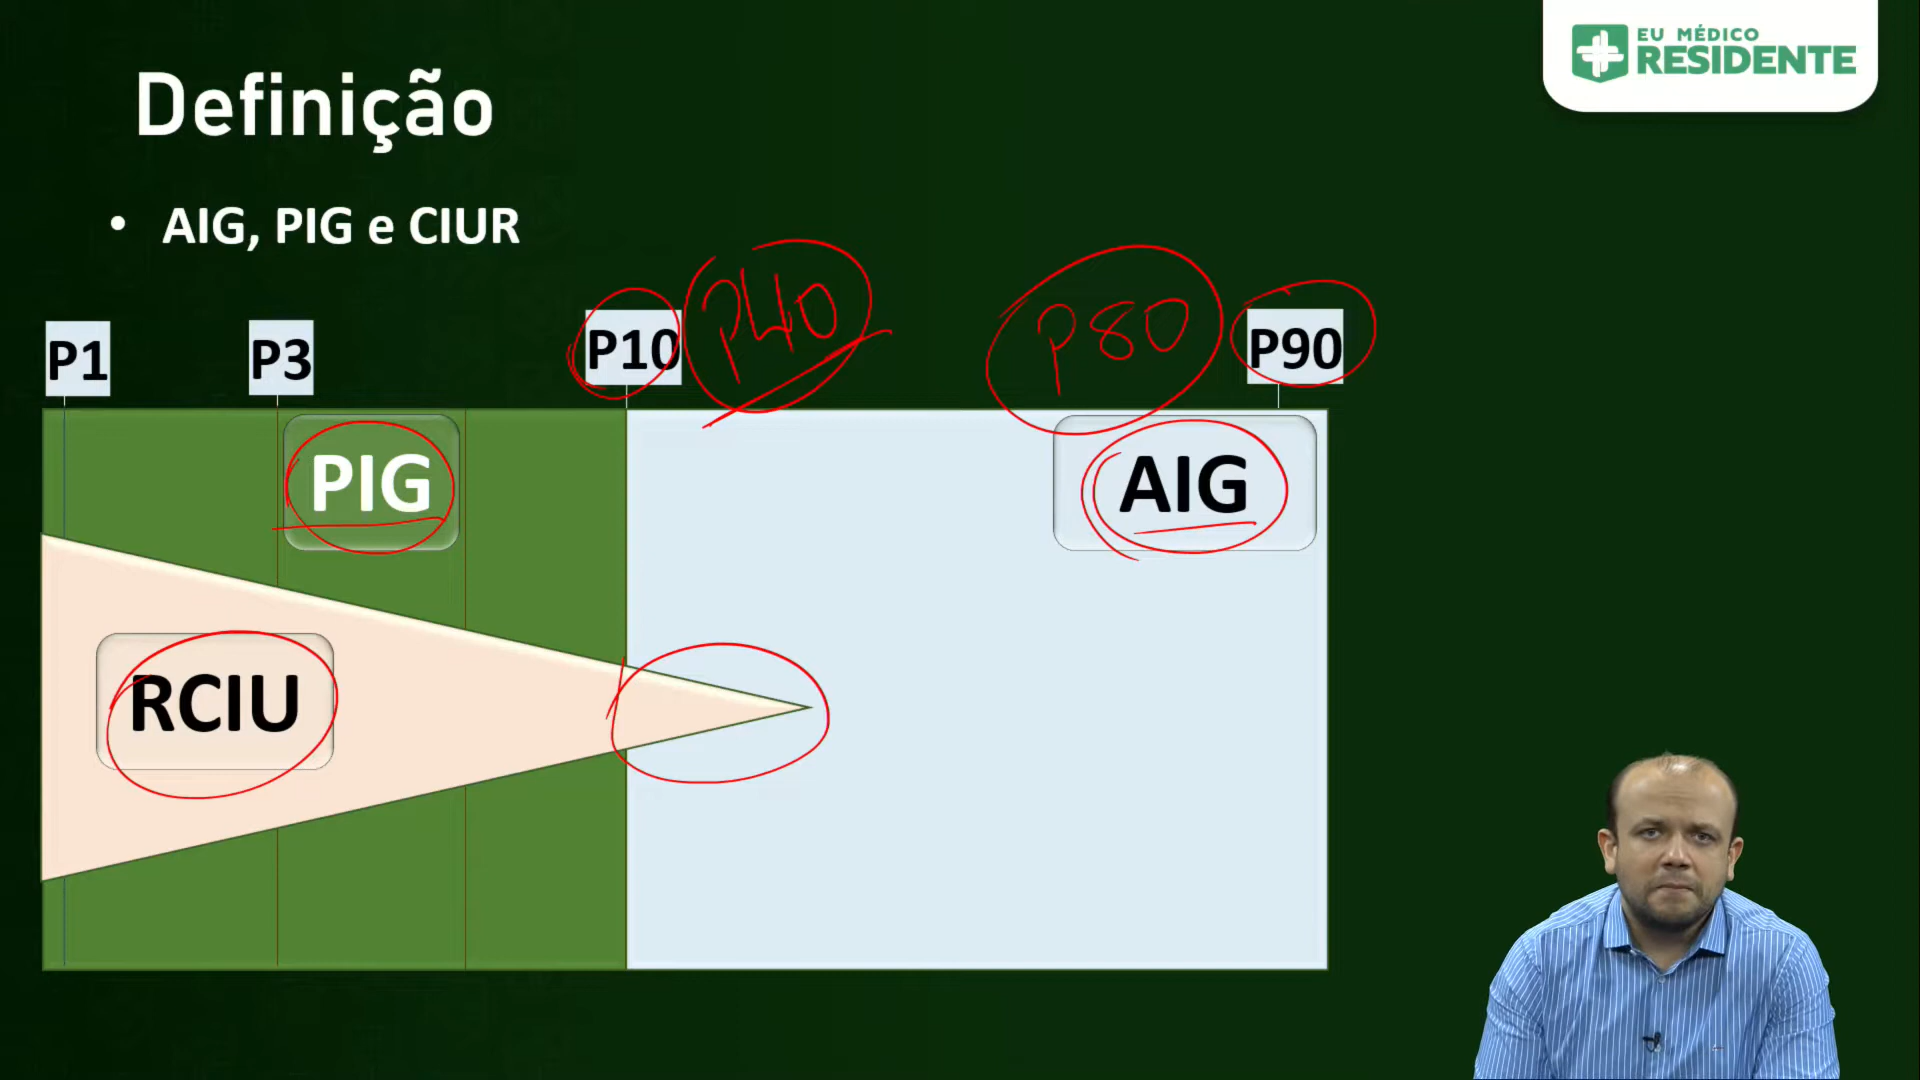 EU MÉDICO
RESIDENTE
Definição
• AIG, PIG e CIUR
P1
P3
P10
P40
P80
P90
PIG
AIG
RCIU